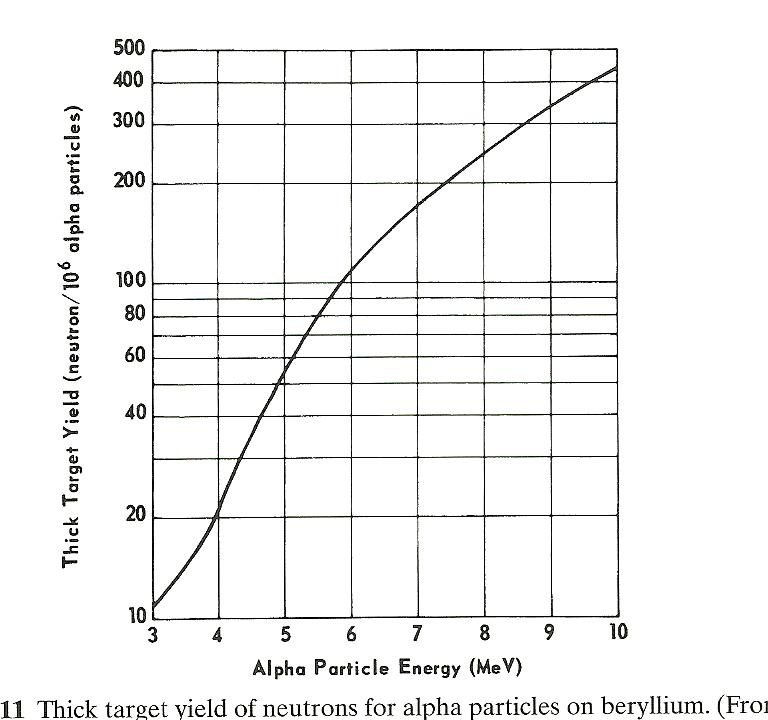 500
400
300
200
100
80
60
40
20
10
3 4 5 6 7 8 9 10
Thick Target Yield (neutron/10⁶ alpha particles)
Alpha Particle Energy (MeV)
11 Thick target yield of neutrons for alpha particles on beryllium. (From